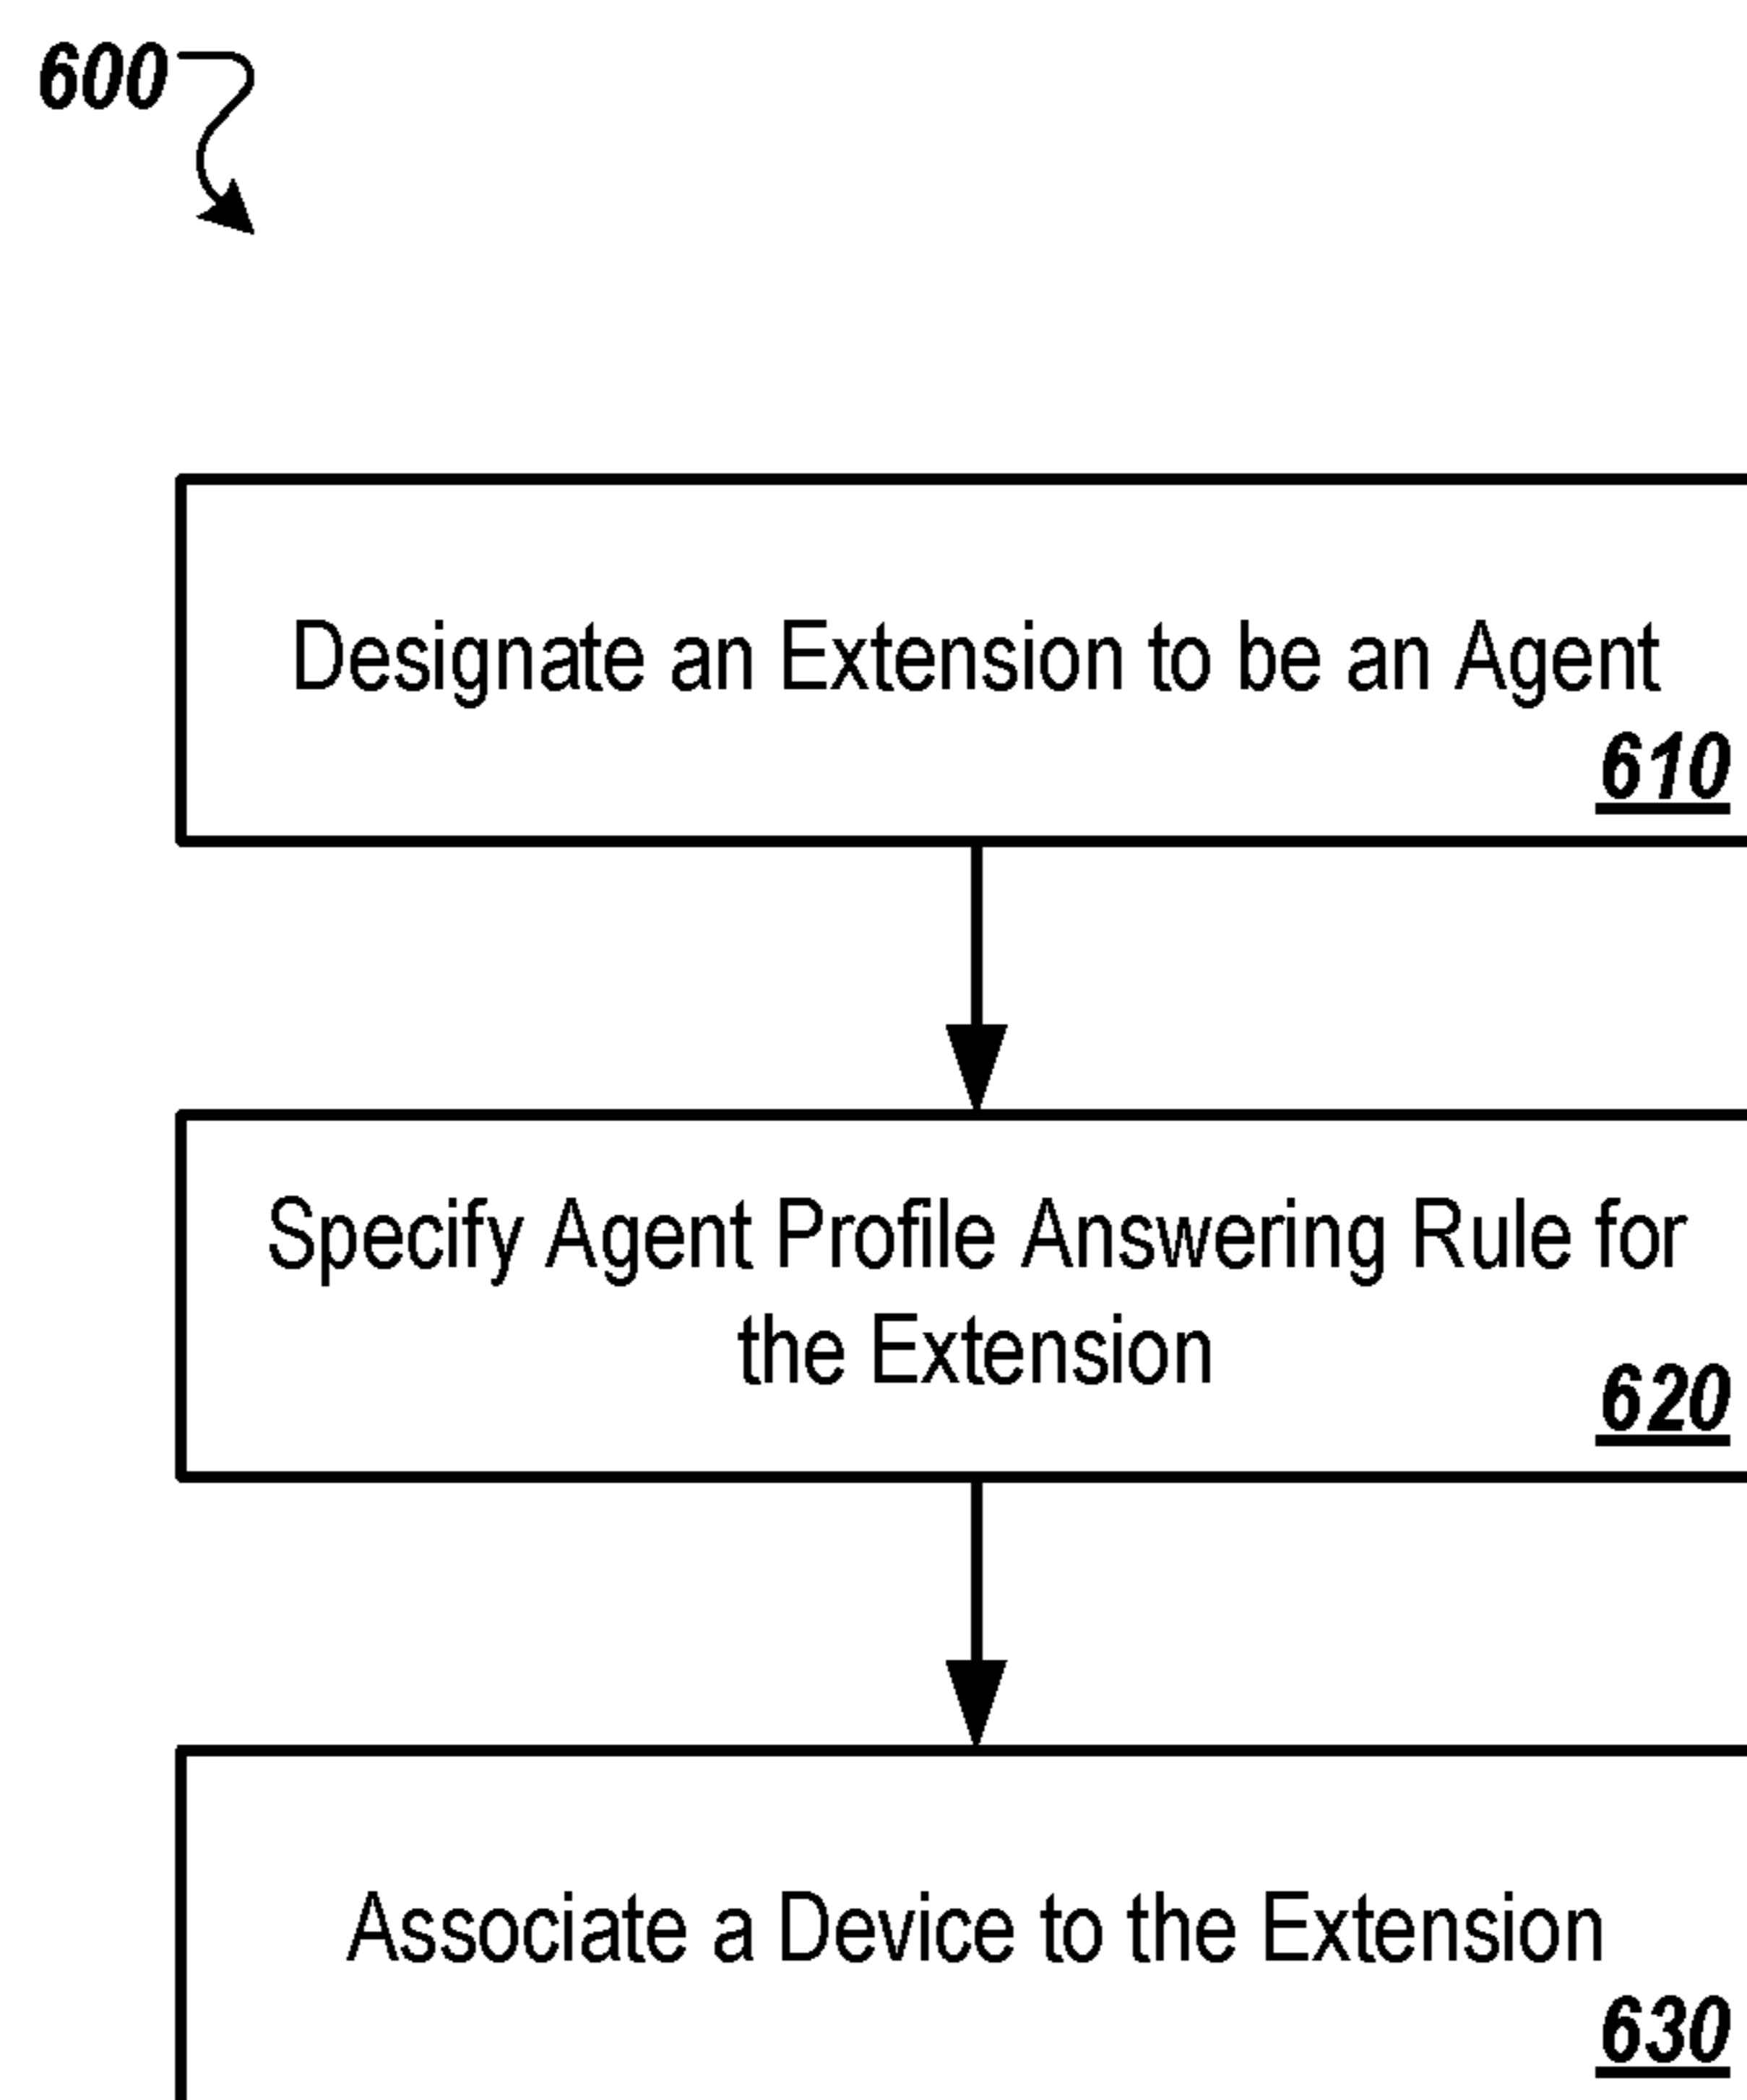 600
Designate an Extension to be an Agent
610
Specify Agent Profile Answering Rule for
the Extension
620
Associate a Device to the Extension
630